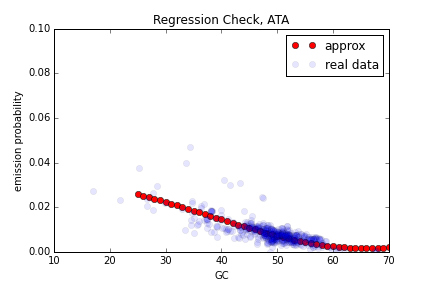 Regression Check, ATA
0.10
approx
real data
0.08
0.06
emission probability
0.04
0.02
0.00
10 20 30 40 50 60 70
GC